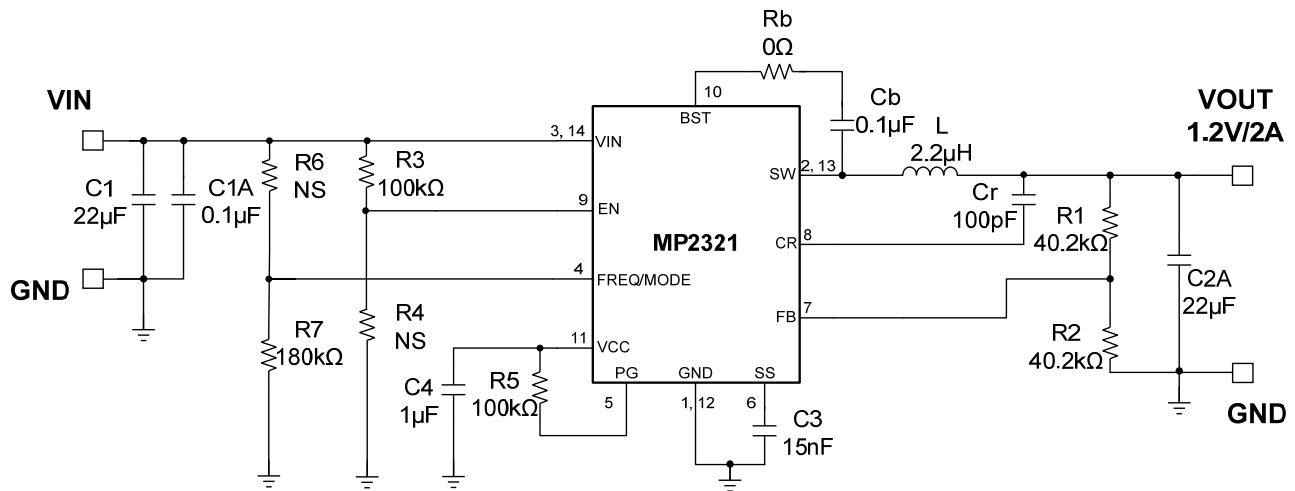 Rb
0Ω
VIN
10
BST
Cb
0.1µF
L
2.2µH
VOUT
1.2V/2A
3, 14
VIN
R6
NS
R3
100kΩ
C1
22µF
C1A
0.1µF
SW
2, 13
Cr
100pF
R1
40.2kΩ
9
EN
MP2321
CR
8
GND
4
FREQ/MODE
C2A
22µF
R7
180kΩ
R4
NS
FB
7
R2
40.2kΩ
11
VCC
C4
1µF
R5
100kΩ
PG
GND
SS
5
1, 12
6
C3
15nF
GND